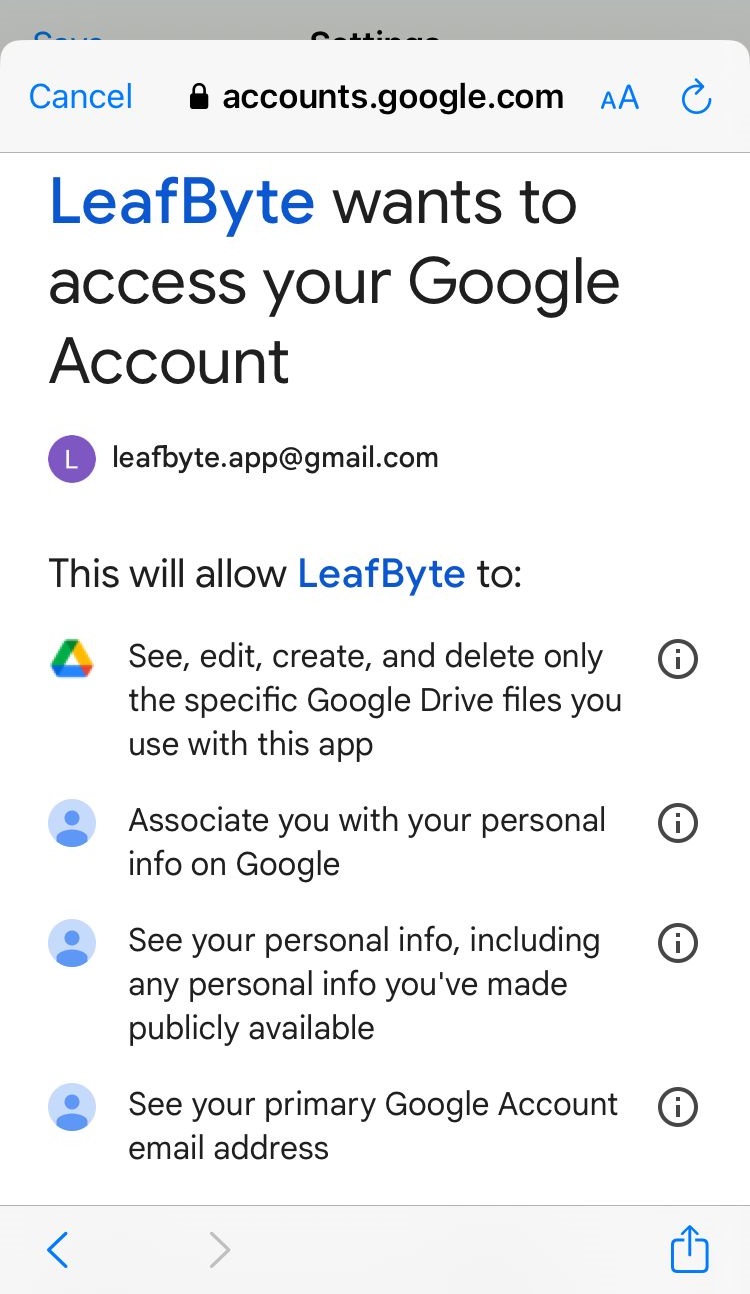 Save Settings
Cancel accounts.google.com AA
LeafByte wants to
access your Google
Account
L leafbyte.app@gmail.com
This will allow LeafByte to:
See, edit, create, and delete only
the specific Google Drive files you
use with this app
Associate you with your personal
info on Google
See your personal info, including
any personal info you've made
publicly available
See your primary Google Account
email address